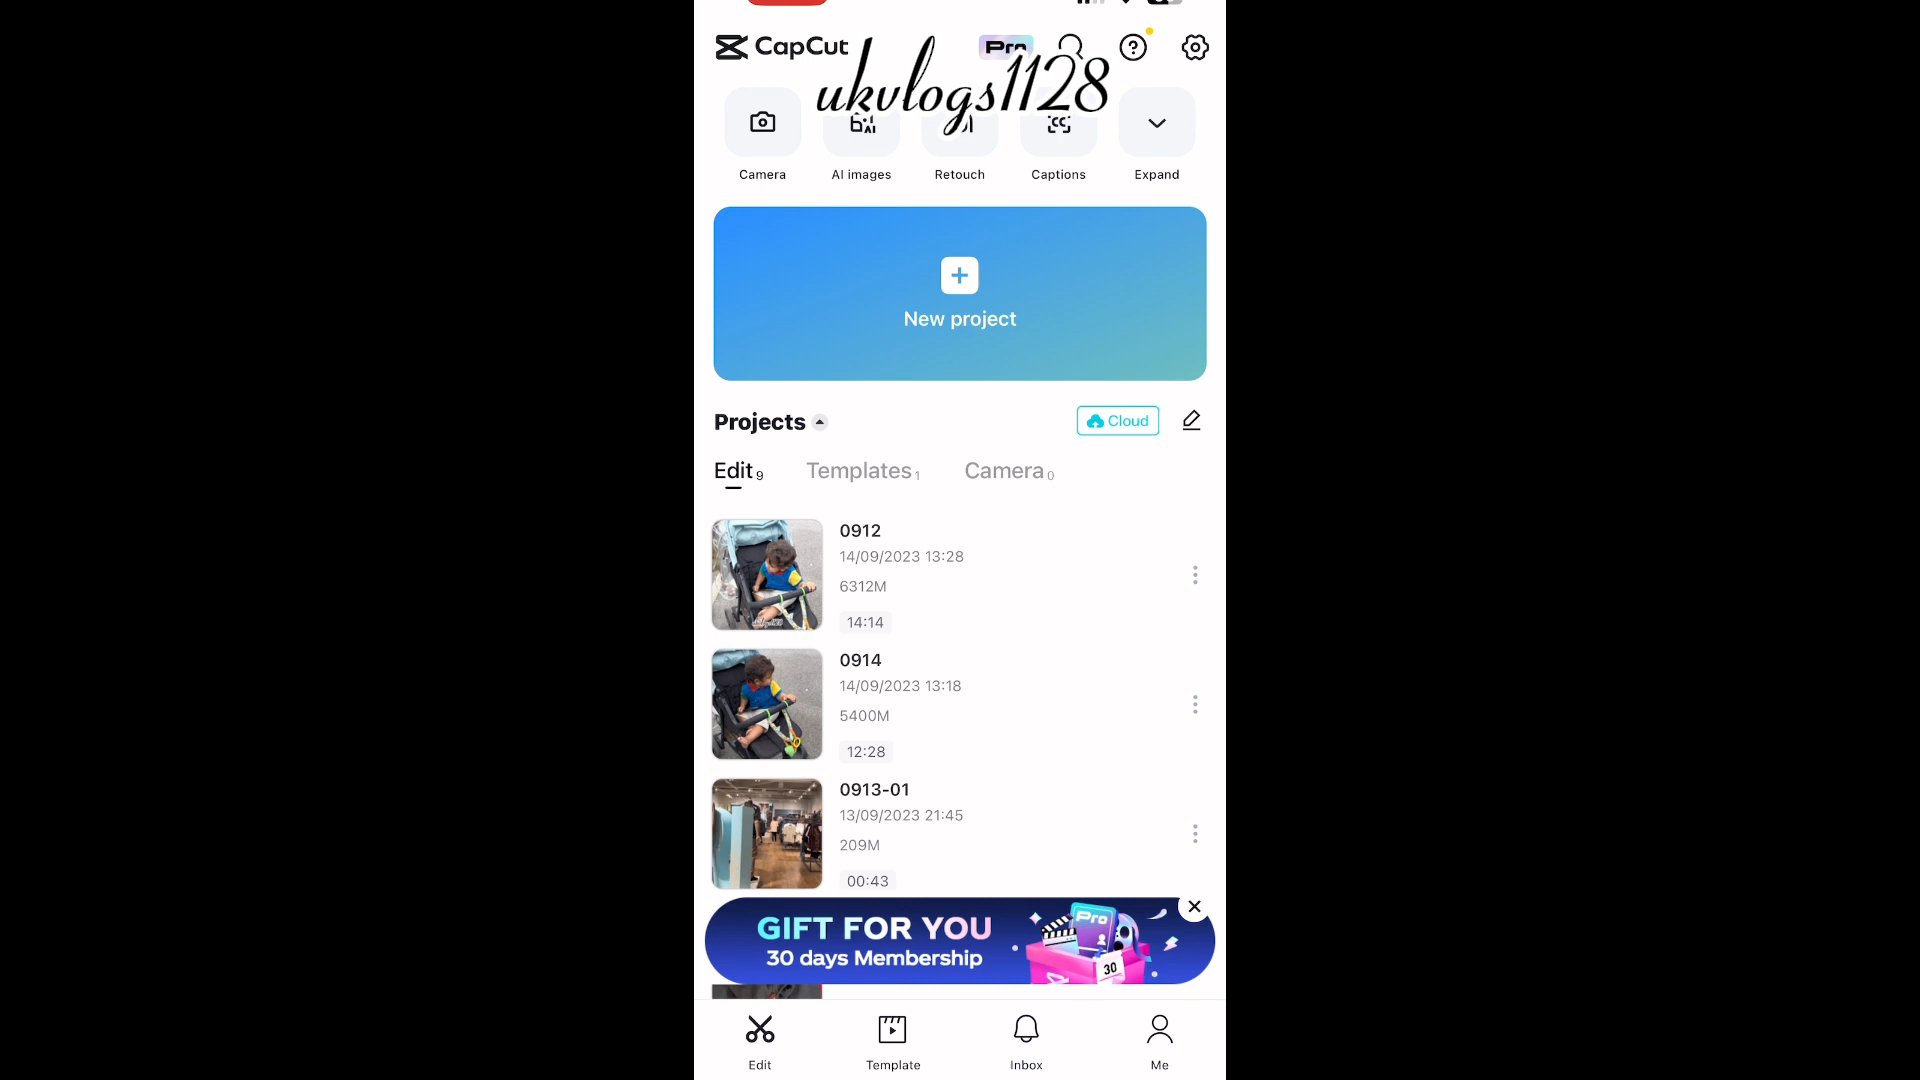 CapCut
Pro
ukvlogs1128
AI
CC
Camera
AI images
Retouch
Captions
Expand
New project
Projects
Cloud
Edit 9
Templates 1
Camera 0
0912
14/09/2023 13:28
6312M
14:14
0914
14/09/2023 13:18
5400M
12:28
0913-01
13/09/2023 21:45
209M
00:43
GIFT FOR YOU
30 days Membership
Pro
30
Edit
Template
Inbox
Me